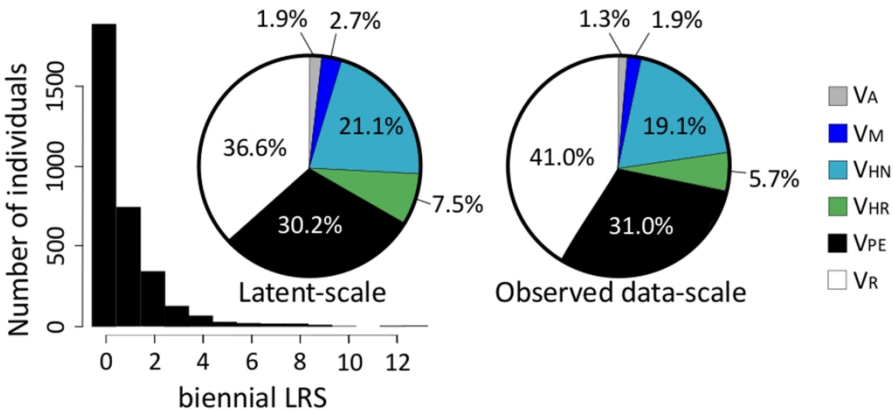 1.9%
2.7%
21.1%
7.5%
30.2%
36.6%
Latent-scale
1.3%
1.9%
19.1%
5.7%
31.0%
41.0%
Observed data-scale
VA
VM
VHN
VHR
VPE
VR
Number of individuals
1500
1000
500
0
0 2 4 6 8 10 12
biennial LRS